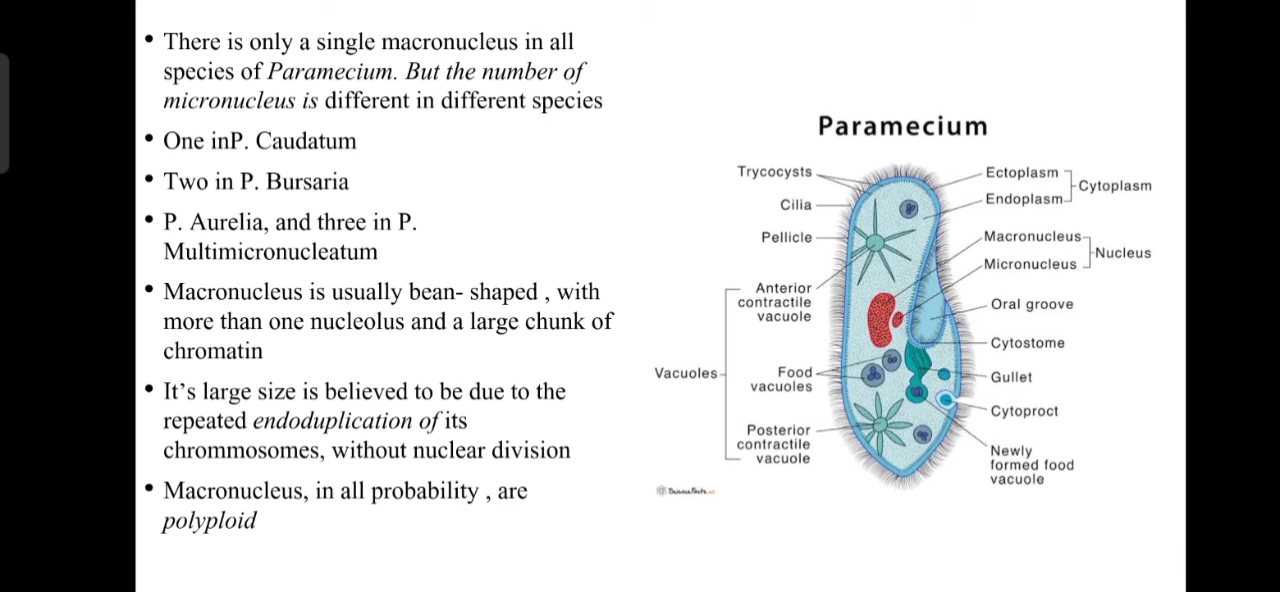 • There is only a single macronucleus in all
species of Paramecium. But the number of
micronucleus is different in different species
• One inP. Caudatum
• Two in P. Bursaria
• P. Aurelia, and three in P.
Multimicronucleatum
• Macronucleus is usually bean- shaped , with
more than one nucleolus and a large chunk of
chromatin
• It’s large size is believed to be due to the
repeated endoduplication of its
chrommosomes, without nuclear division
• Macronucleus, in all probability , are
polyploid
Paramecium
Trycocysts
Cilia
Pellicle
Anterior
contractile
vacuole
Vacuoles
Food
vacuoles
Posterior
contractile
vacuole
Ectoplasm
Endoplasm
Cytoplasm
Macronucleus
Micronucleus
Nucleus
Oral groove
Cytostome
Gullet
Cytoproct
Newly
formed food
vacuole
ScienceFacts.net